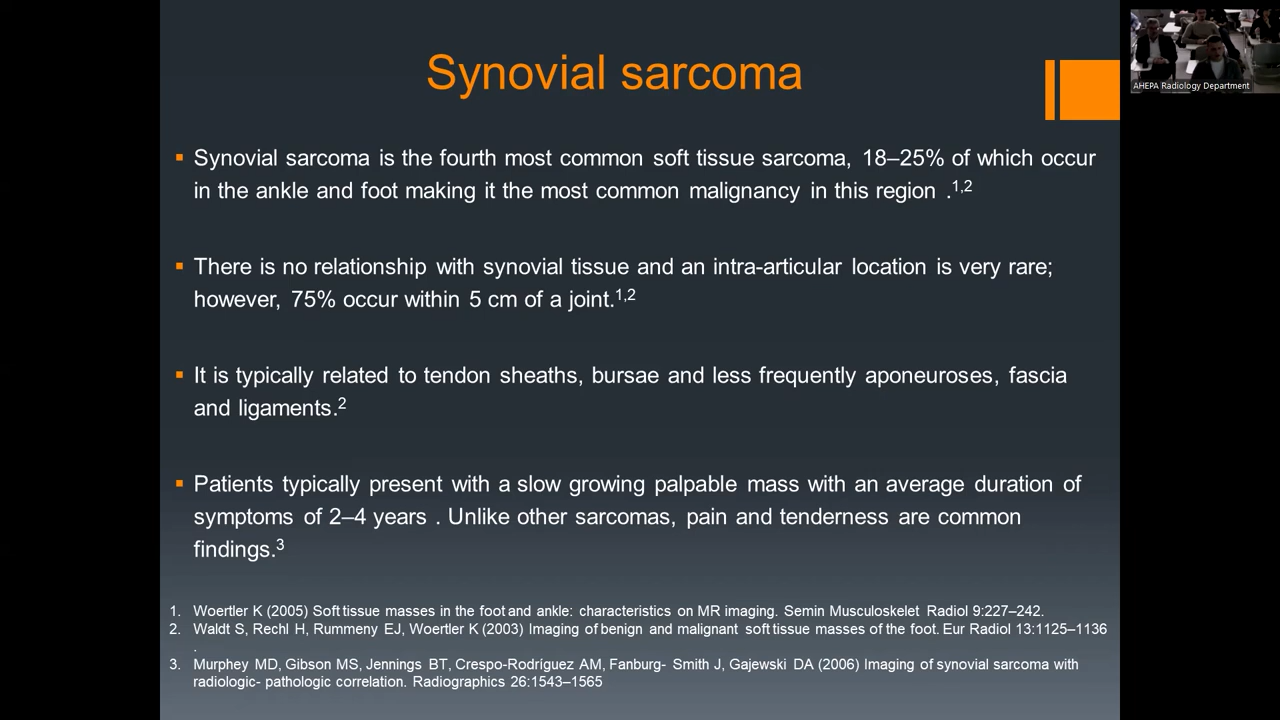 Synovial sarcoma
AHEPA Radiology Department
▪ Synovial sarcoma is the fourth most common soft tissue sarcoma, 18–25% of which occur
in the ankle and foot making it the most common malignancy in this region .1,2
▪ There is no relationship with synovial tissue and an intra-articular location is very rare;
however, 75% occur within 5 cm of a joint.1,2
▪ It is typically related to tendon sheaths, bursae and less frequently aponeuroses, fascia
and ligaments.2
▪ Patients typically present with a slow growing palpable mass with an average duration of
symptoms of 2–4 years . Unlike other sarcomas, pain and tenderness are common
findings.3
1. Woertler K (2005) Soft tissue masses in the foot and ankle: characteristics on MR imaging. Semin Musculoskelet Radiol 9:227–242.
2. Waldt S, Rechl H, Rummeny EJ, Woertler K (2003) Imaging of benign and malignant soft tissue masses of the foot. Eur Radiol 13:1125–1136
.
3. Murphey MD, Gibson MS, Jennings BT, Crespo-Rodríguez AM, Fanburg- Smith J, Gajewski DA (2006) Imaging of synovial sarcoma with
radiologic- pathologic correlation. Radiographics 26:1543–1565